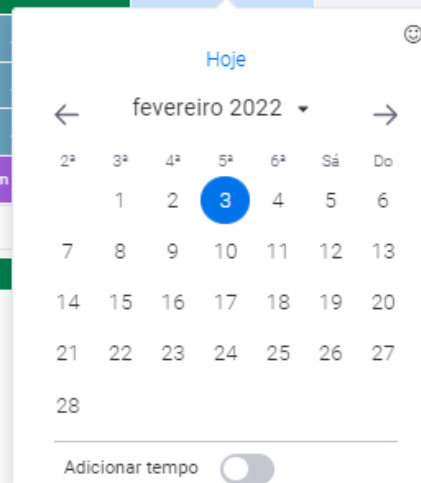 Hoje
fevereiro 2022
2ª 3ª 4ª 5ª 6ª Sá Do
1 2 3 4 5 6
7 8 9 10 11 12 13
14 15 16 17 18 19 20
21 22 23 24 25 26 27
28
Adicionar tempo